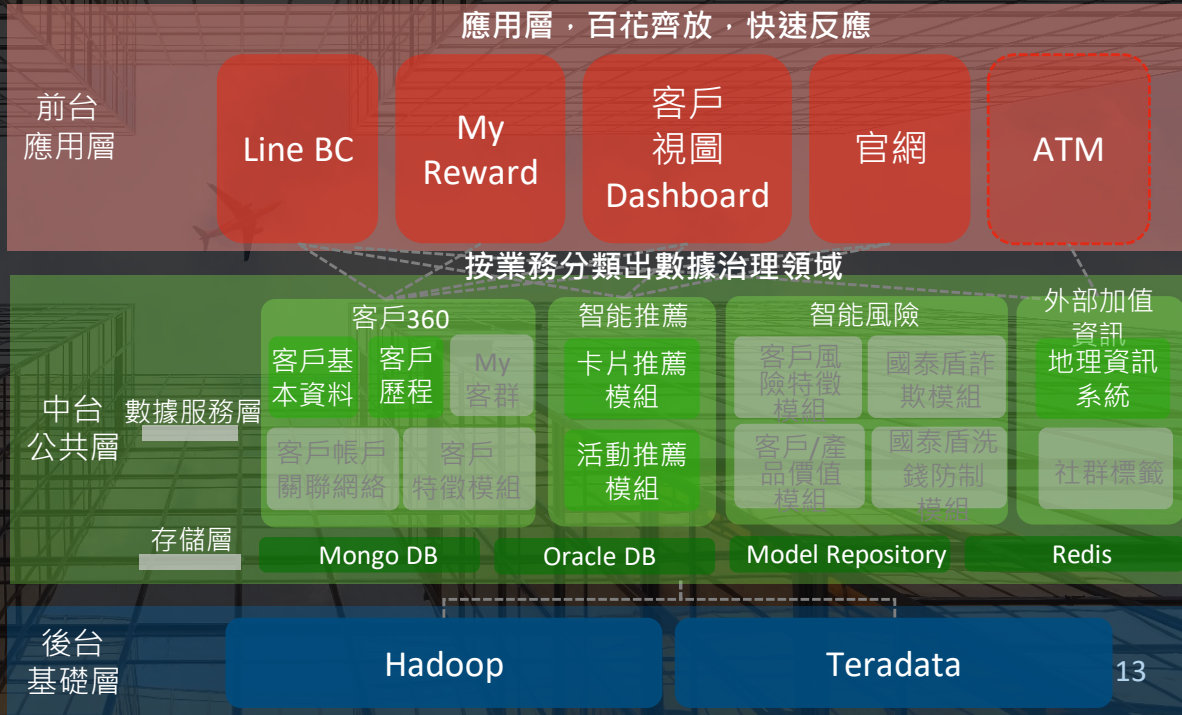 應用層，百花齊放，快速反應
前台
應用層
Line BC
My
Reward
客戶
視圖
Dashboard
官網
ATM
按業務分類出數據治理領域
中台
公共層
數據服務層
客戶360
客戶基
本資料
客戶
歷程
My
客群
客戶帳戶
關聯網絡
客戶
特徵模組
智能推薦
卡片推薦
模組
活動推薦
模組
智能風險
客戶風
險特徵
模組
國泰盾詐
欺模組
客戶/產
品價值
模組
國泰盾洗
錢防制
模組
外部加值
資訊
地理資訊
系統
社群標籤
存儲層
Mongo DB
Oracle DB
Model Repository
Redis
後台
基礎層
Hadoop
Teradata
13